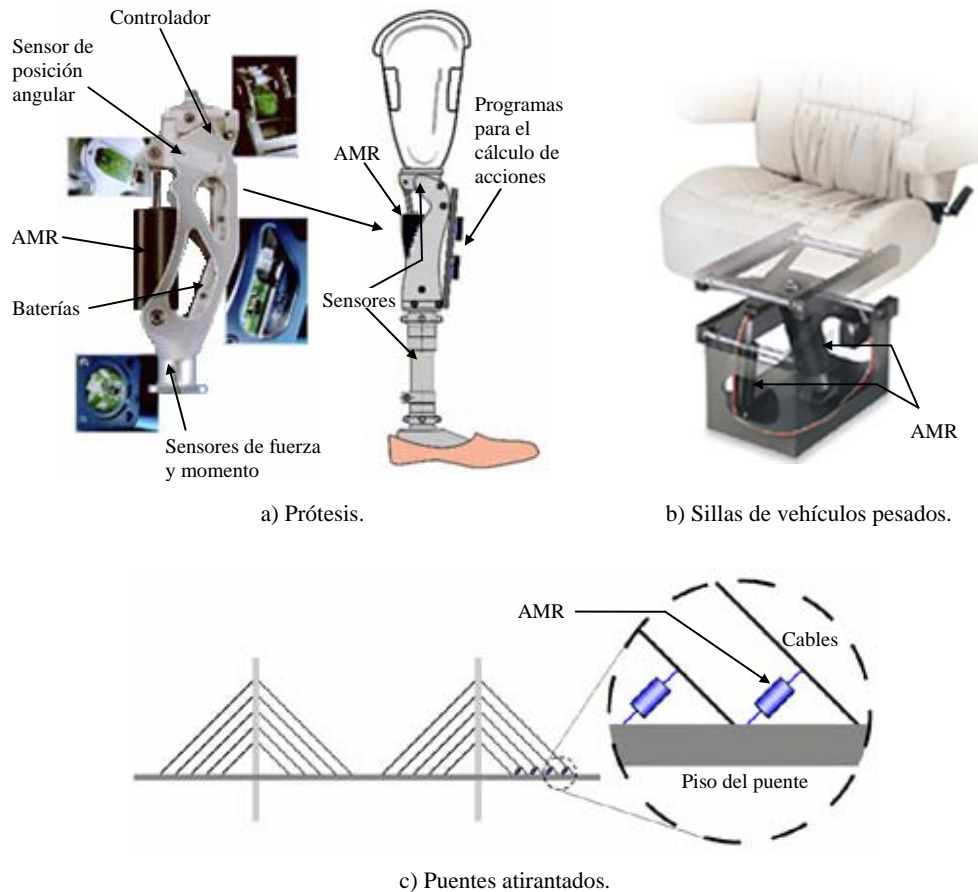 Controlador
Sensor de
posición
angular
AMR
Baterías
Sensores de fuerza
y momento
AMR
Programas
para el
cálculo de
acciones
Sensores
AMR
a) Prótesis.
b) Sillas de vehículos pesados.
AMR
Cables
Piso del puente
c) Puentes atirantados.